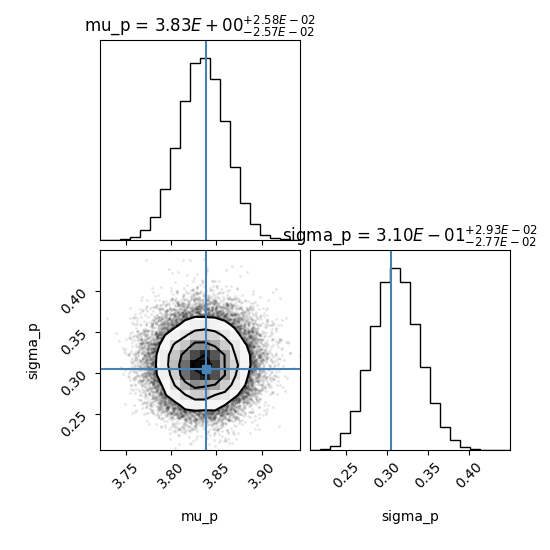 mu_p = 3.83E + 00+2.58E − 02 −2.57E − 02
sigma_p = 3.10E − 01+2.93E − 02 −2.77E − 02
sigma_p
0.40
0.35
0.30
0.25
3.75 3.80 3.85 3.90
mu_p
0.25 0.30 0.35 0.40
sigma_p